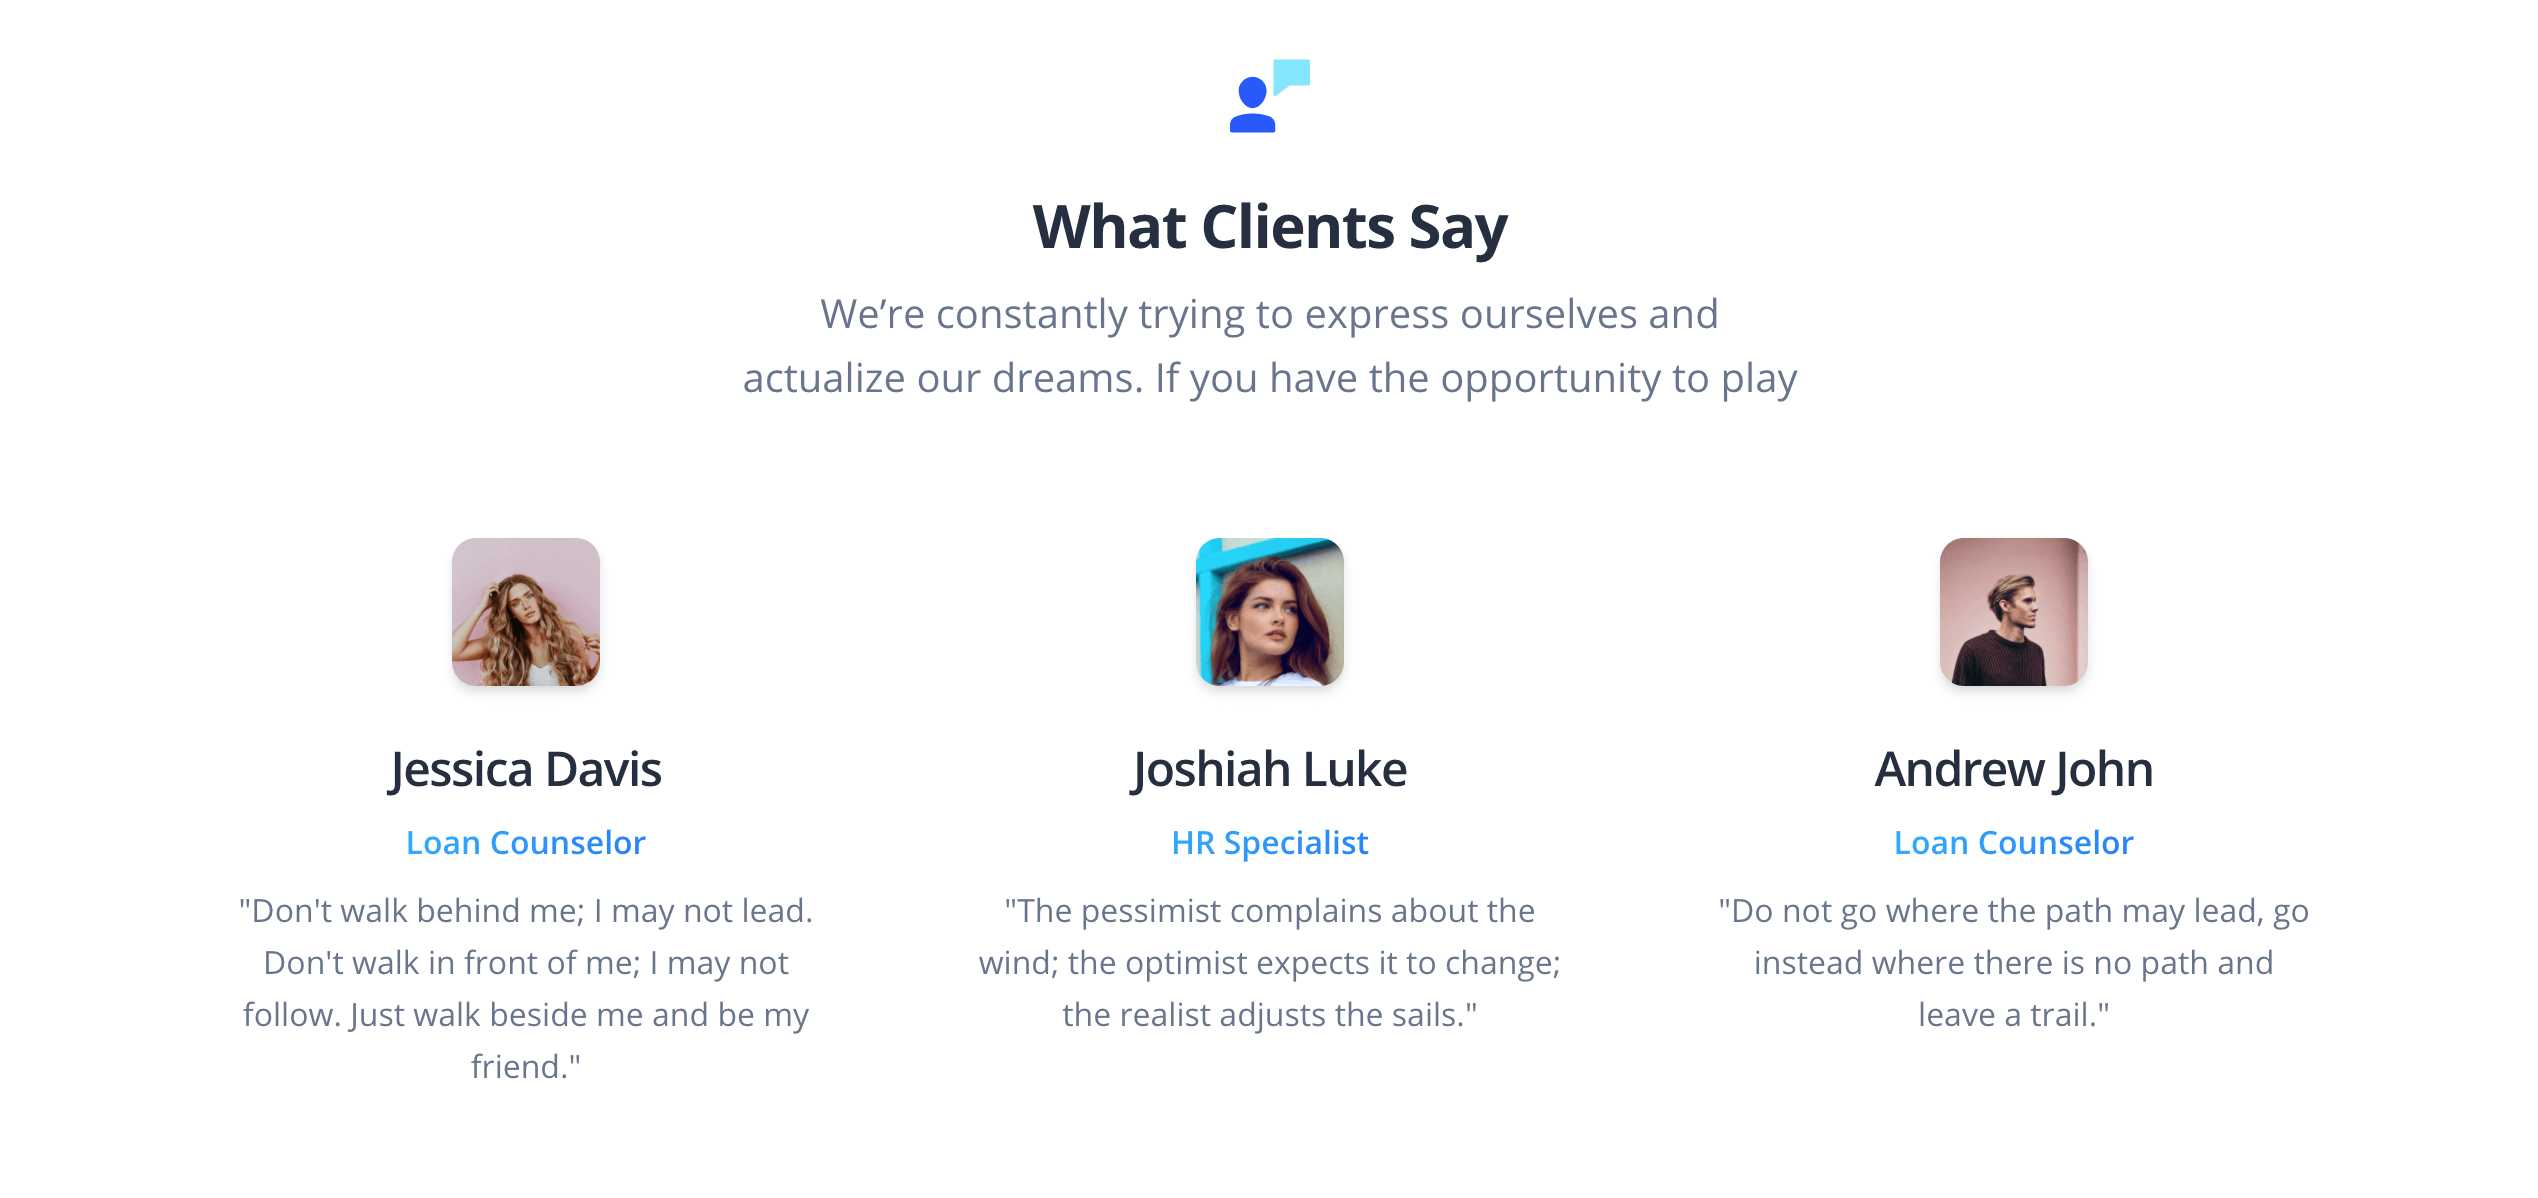 What Clients Say
We’re constantly trying to express ourselves and
actualize our dreams. If you have the opportunity to play
Jessica Davis
Loan Counselor
"Don't walk behind me; I may not lead.
Don't walk in front of me; I may not
follow. Just walk beside me and be my
friend."
Joshiah Luke
HR Specialist
"The pessimist complains about the
wind; the optimist expects it to change;
the realist adjusts the sails."
Andrew John
Loan Counselor
"Do not go where the path may lead, go
instead where there is no path and
leave a trail."